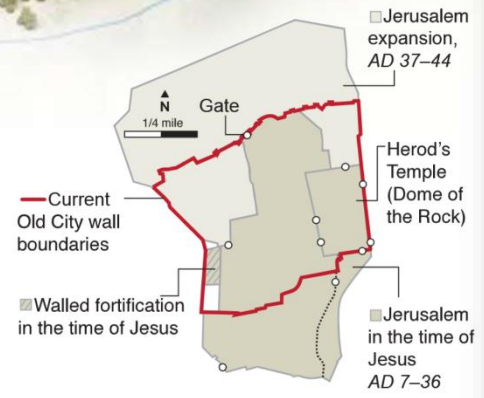 Jerusalem
expansion,
AD 37–44
N
1/4 mile
Gate
Herod's
Temple
(Dome of
the Rock)
Current
Old City wall
boundaries
Walled fortification
in the time of Jesus
Jerusalem
in the time of
Jesus
AD 7–36